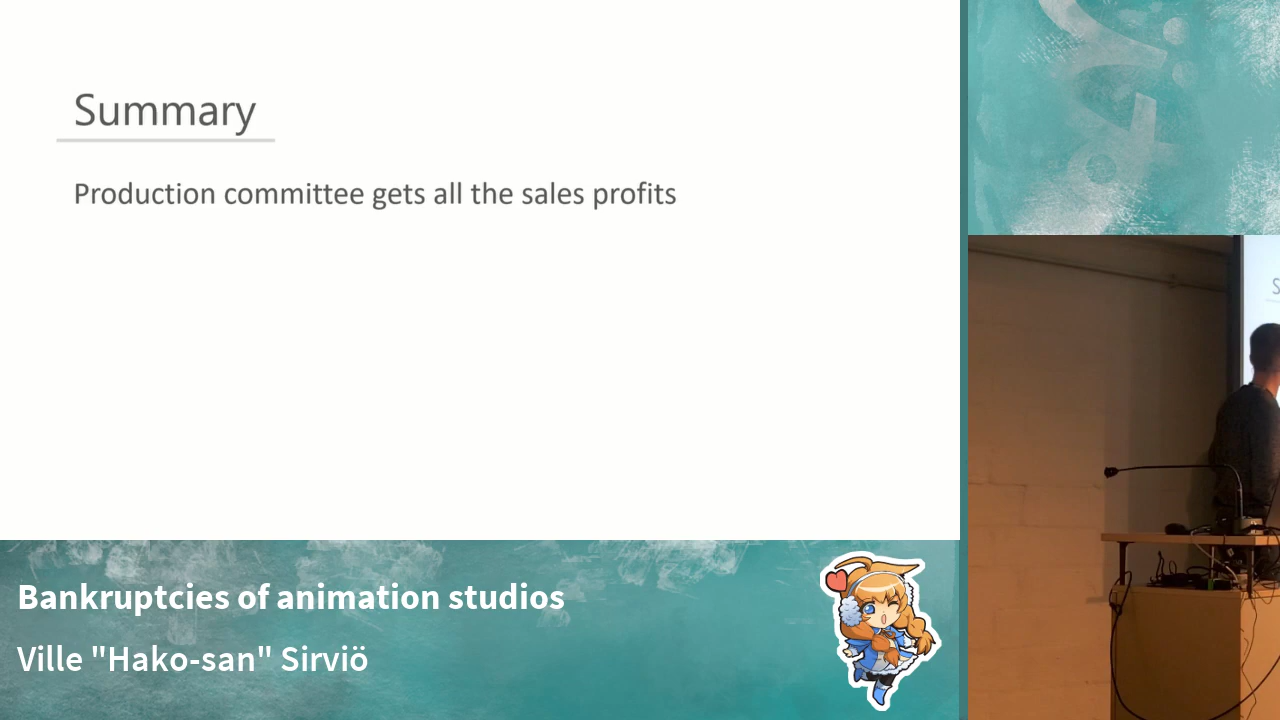 Summary
Production committee gets all the sales profits
Bankruptcies of animation studios
Ville "Hako-san" Sirviö